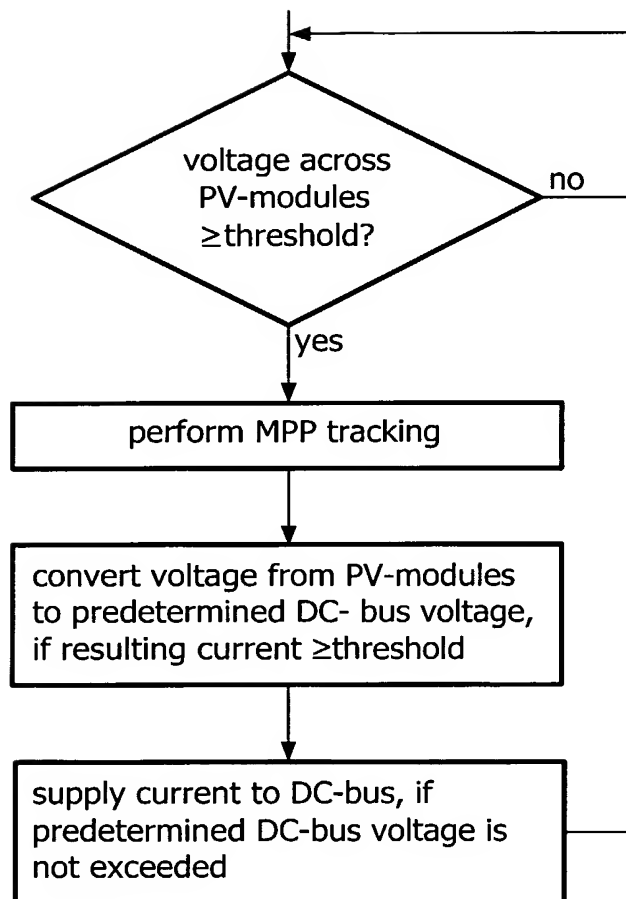 voltage across
PV-modules
≥threshold?
no
yes
perform MPP tracking
convert voltage from PV-modules
to predetermined DC- bus voltage,
if resulting current ≥threshold
supply current to DC-bus, if
predetermined DC-bus voltage is
not exceeded